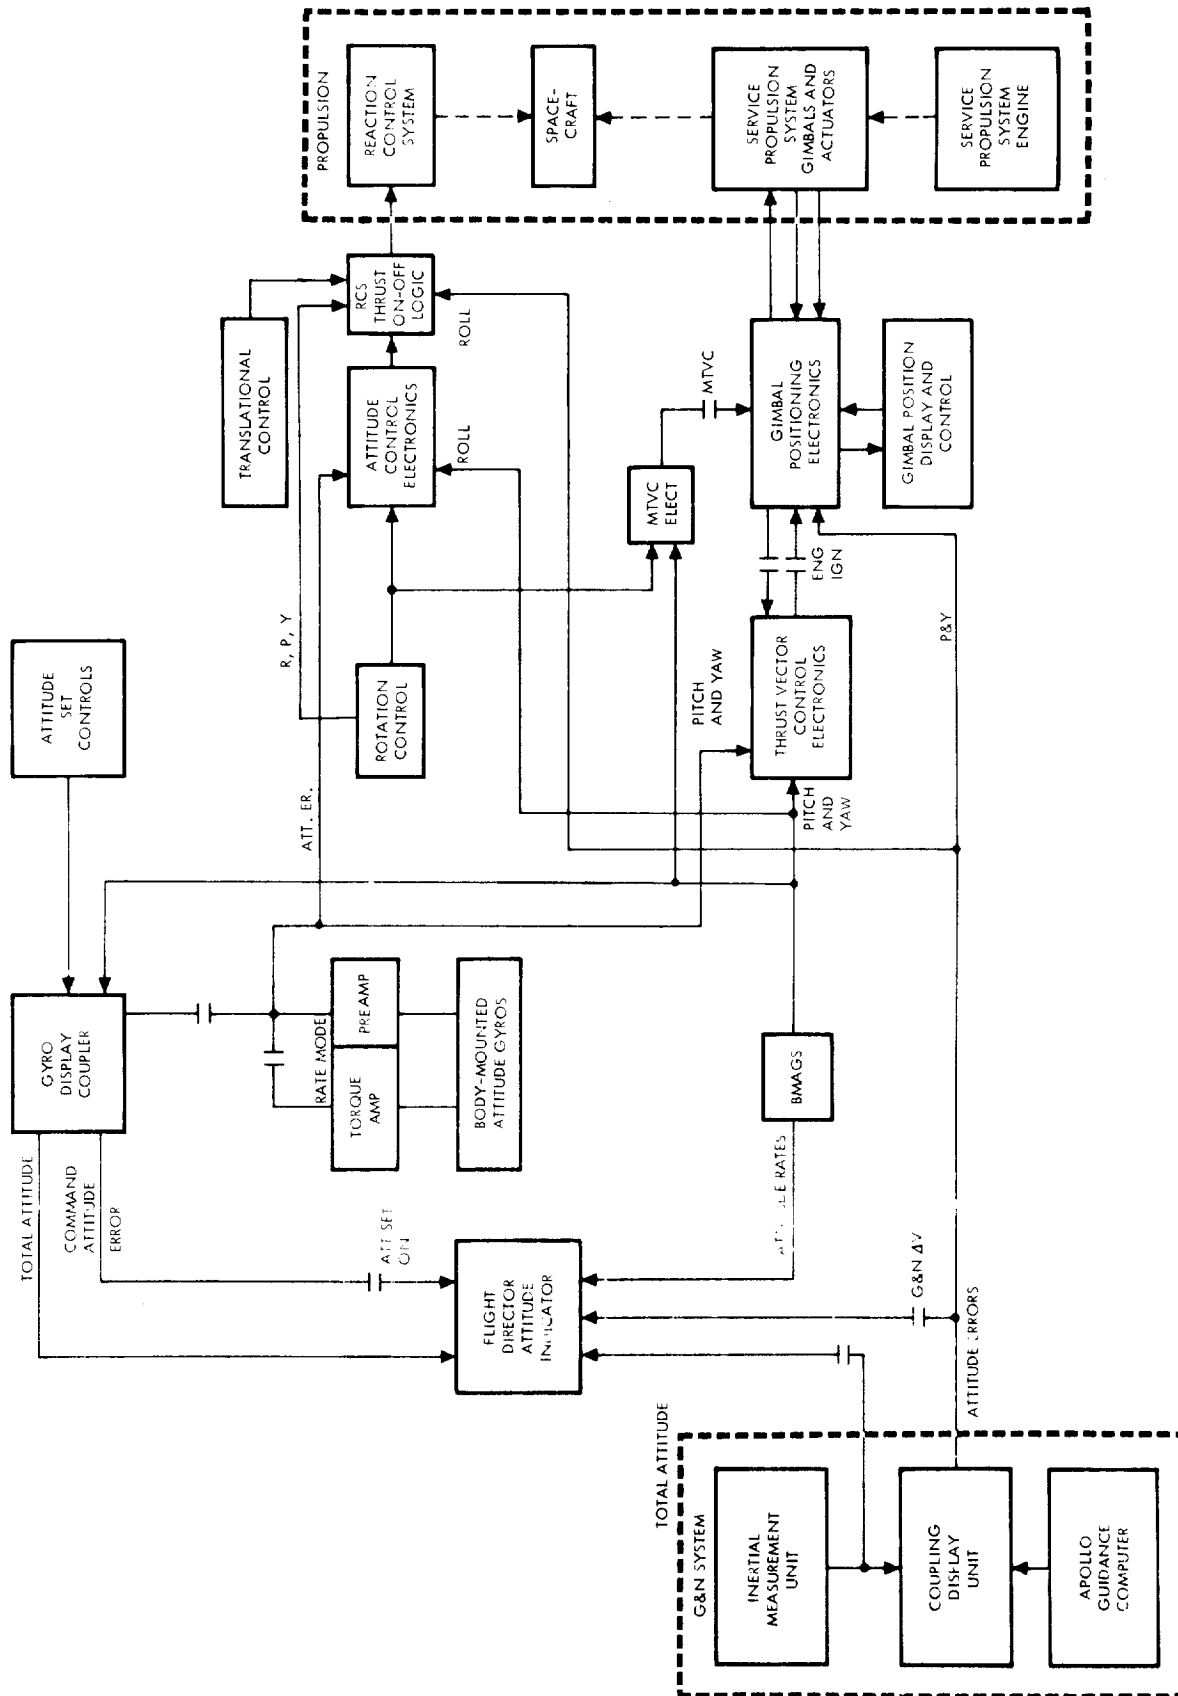 PROPULSION
REACTION
CONTROL
SYSTEM
SPACE-
CRAFT
SERVICE
PROPULSION
SYSTEM
GIMBALS AND
ACTUATORS
SERVICE
PROPULSION
SYSTEM
ENGINE
TRANSLATIONAL
CONTROL
RCS
THRUST
ON-OFF
LOGIC
ROLL
ATTITUDE
CONTROL
ELECTRONICS
ROLL
MTVC
GIMBAL
POSITIONING
ELECTRONICS
GIMBAL POSITION
DISPLAY AND
CONTROL
MTVC
ELECT
ENG
IGN
ATTITUDE
SET
CONTROLS
R, P, Y
ROTATION
CONTROL
PITCH
AND YAW
THRUST VECTOR
CONTROL
ELECTRONICS
P&Y
ATT. ER.
PITCH
AND
YAW
GYRO
DISPLAY
COUPLER
RATE MODE
PREAMP
TORQUE
AMP
BODY-MOUNTED
ATTITUDE GYROS
BMAGS
TOTAL ATTITUDE
COMMAND
ATTITUDE
ERROR
ATT SET
ON
RATES
FLIGHT
DIRECTOR
ATTITUDE
INDICATOR
G&N ΔV
ATTITUDE ERRORS
TOTAL ATTITUDE
G&N SYSTEM
INERTIAL
MEASUREMENT
UNIT
COUPLING
DISPLAY
UNIT
APOLLO
GUIDANCE
COMPUTER